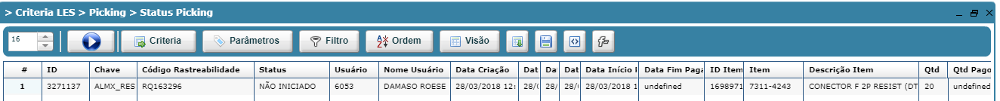 > Criteria LES > Picking > Status Picking
16 Criteria Parâmetros Filtro Ordem Visão
# ID Chave Código Rastreabilidade Status Usuário Nome Usuário Data Criação Dat Dat Dat Data Início Data Fim Paga ID Item Item Descrição Item Qtd Qtd Pago
1 3271137 ALMX_RES RQ163296 NÃO INICIADO 6053 DAMASO ROESE 28/03/2018 12: 28/ 28/ 28/ 28/03/2018 1 undefined 1698971 7311-4243 CONECTOR F 2P RESIST (DT 20 undefined